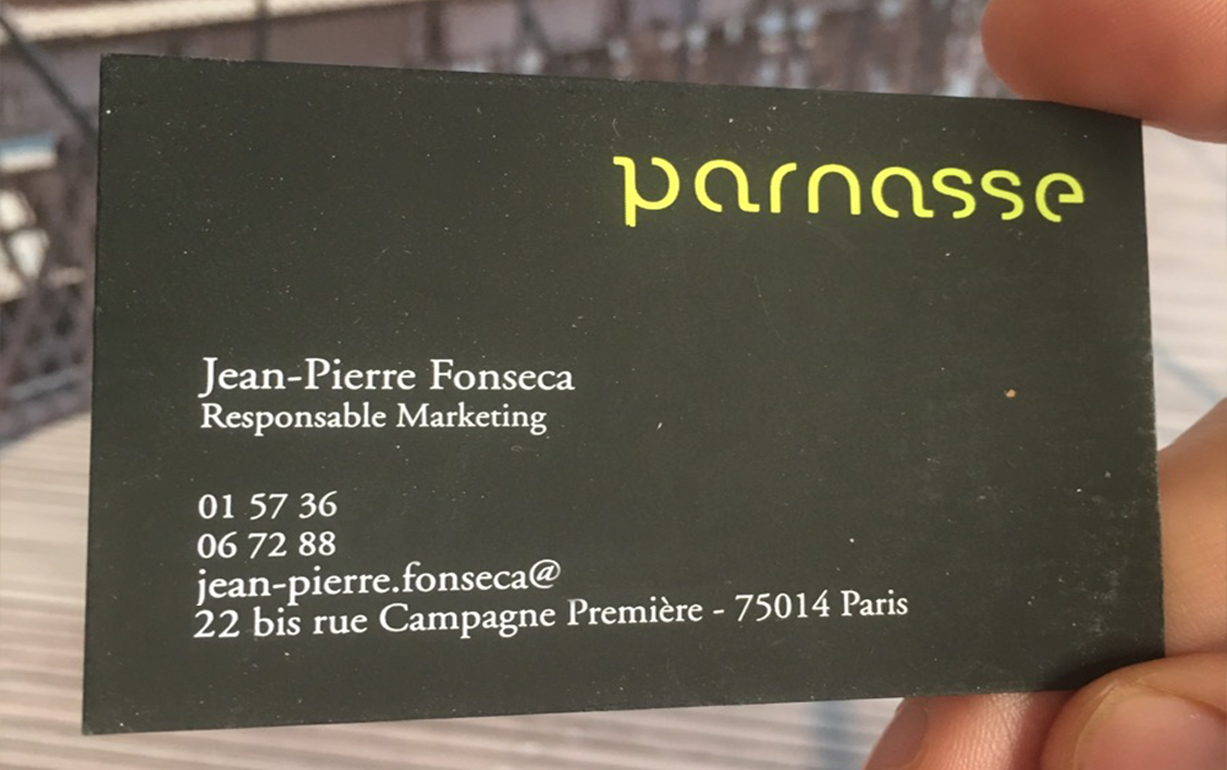 parnasse
Jean-Pierre Fonseca
Responsable Marketing
01 57 36
06 72 88
jean-pierre.fonseca@
22 bis rue Campagne Première - 75014 Paris